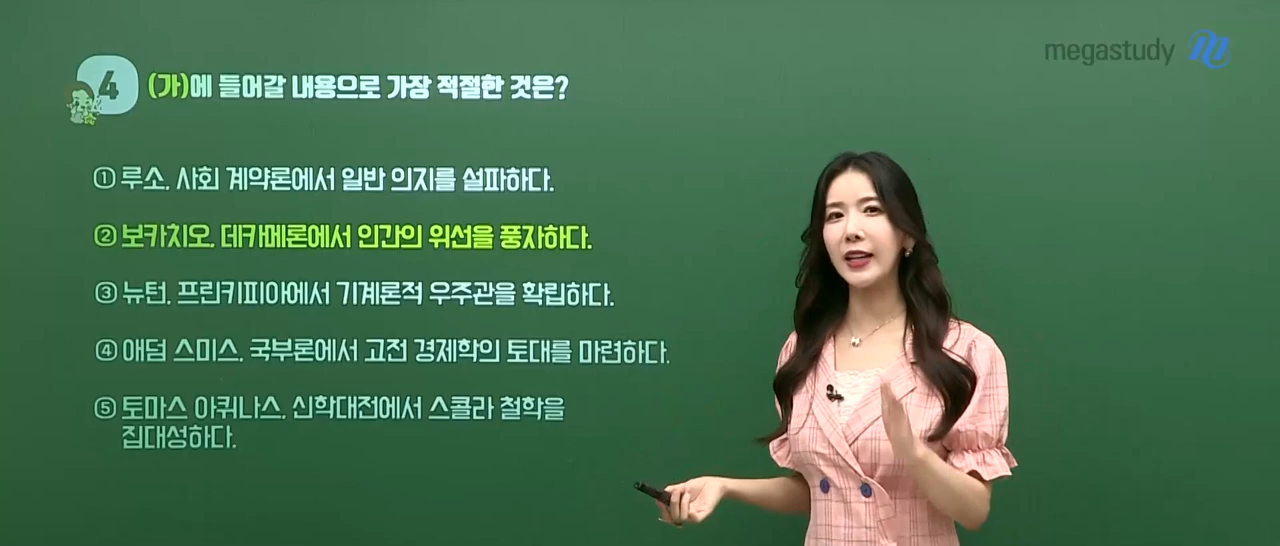 megastudy
4 (가)에 들어갈 내용으로 가장 적절한 것은?
① 루소, 사회 계약론에서 일반 의지를 설파하다.
② 보카치오, 데카메론에서 인간의 위선을 풍자하다.
③ 뉴턴, 프린키피아에서 기계론적 우주관을 확립하다.
④ 애덤 스미스, 국부론에서 고전 경제학의 토대를 마련하다.
⑤ 토마스 아퀴나스, 신학대전에서 스콜라 철학을
집대성하다.